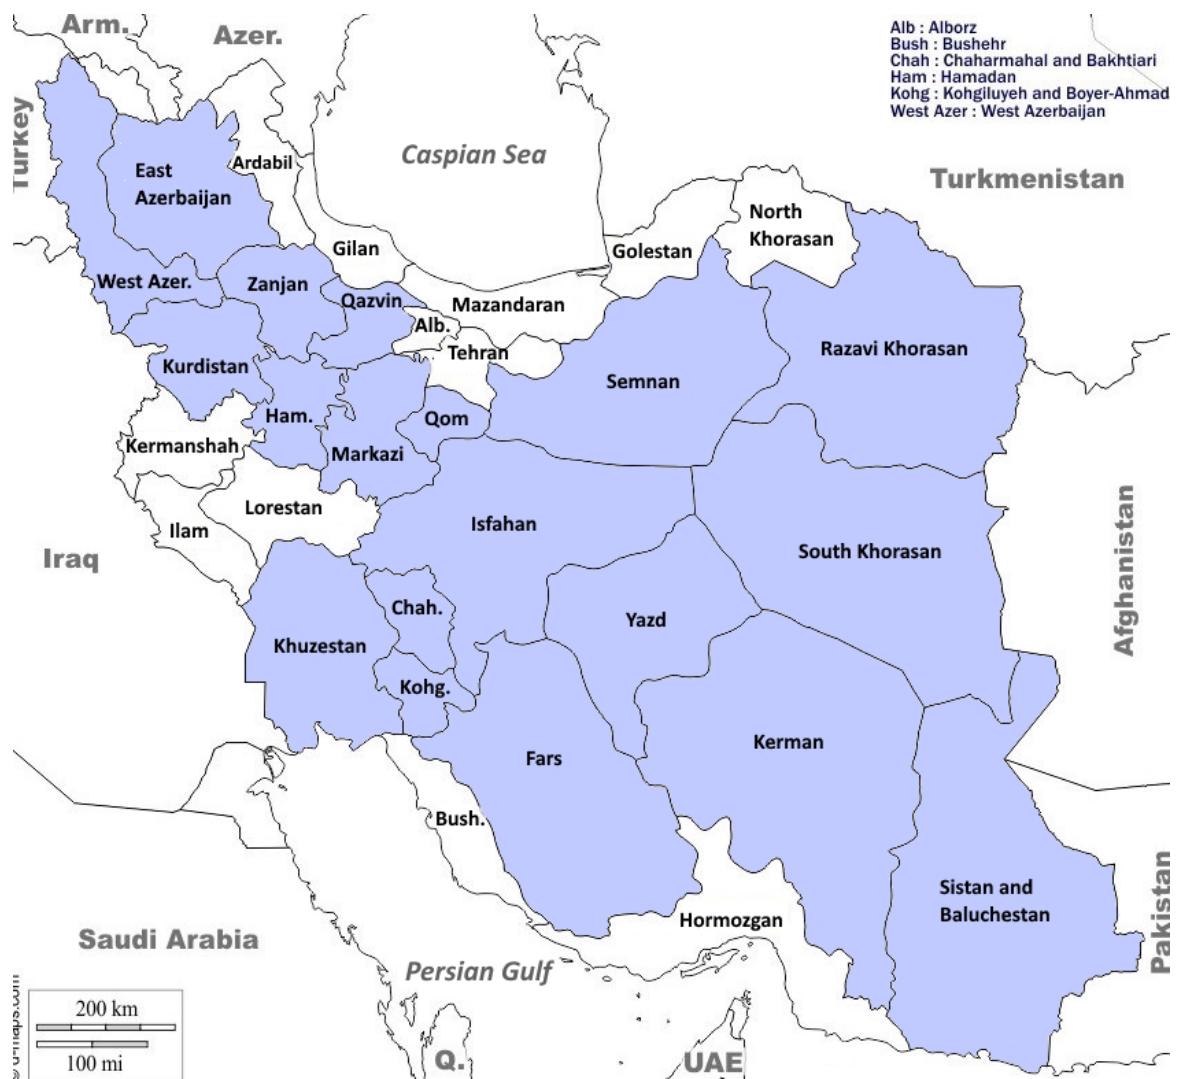 Arm.
Azer.
Alb : Alborz
Bush : Bushehr
Chah : Chaharmahal and Bakhtiari
Ham : Hamadan
Kohg : Kohgiluyeh and Boyer-Ahmad
West Azer : West Azerbaijan
Turkey
Caspian Sea
Turkmenistan
East
Azerbaijan
Ardabil
North
Khorasan
Gilan
Golestan
West Azer.
Zanjan
Qazvin
Mazandaran
Alb.
Tehran
Razavi Khorasan
Kurdistan
Semnan
Ham.
Qom
Kermanshah
Markazi
Lorestan
Isfahan
Ilam
Iraq
South Khorasan
Afghanistan
Chah.
Yazd
Khuzestan
Kohg.
Fars
Kerman
Bush.
Sistan and
Baluchestan
Hormozgan
Pakistan
Saudi Arabia
Persian Gulf
200 km
100 mi
© d-maps.com
Q.
UAE